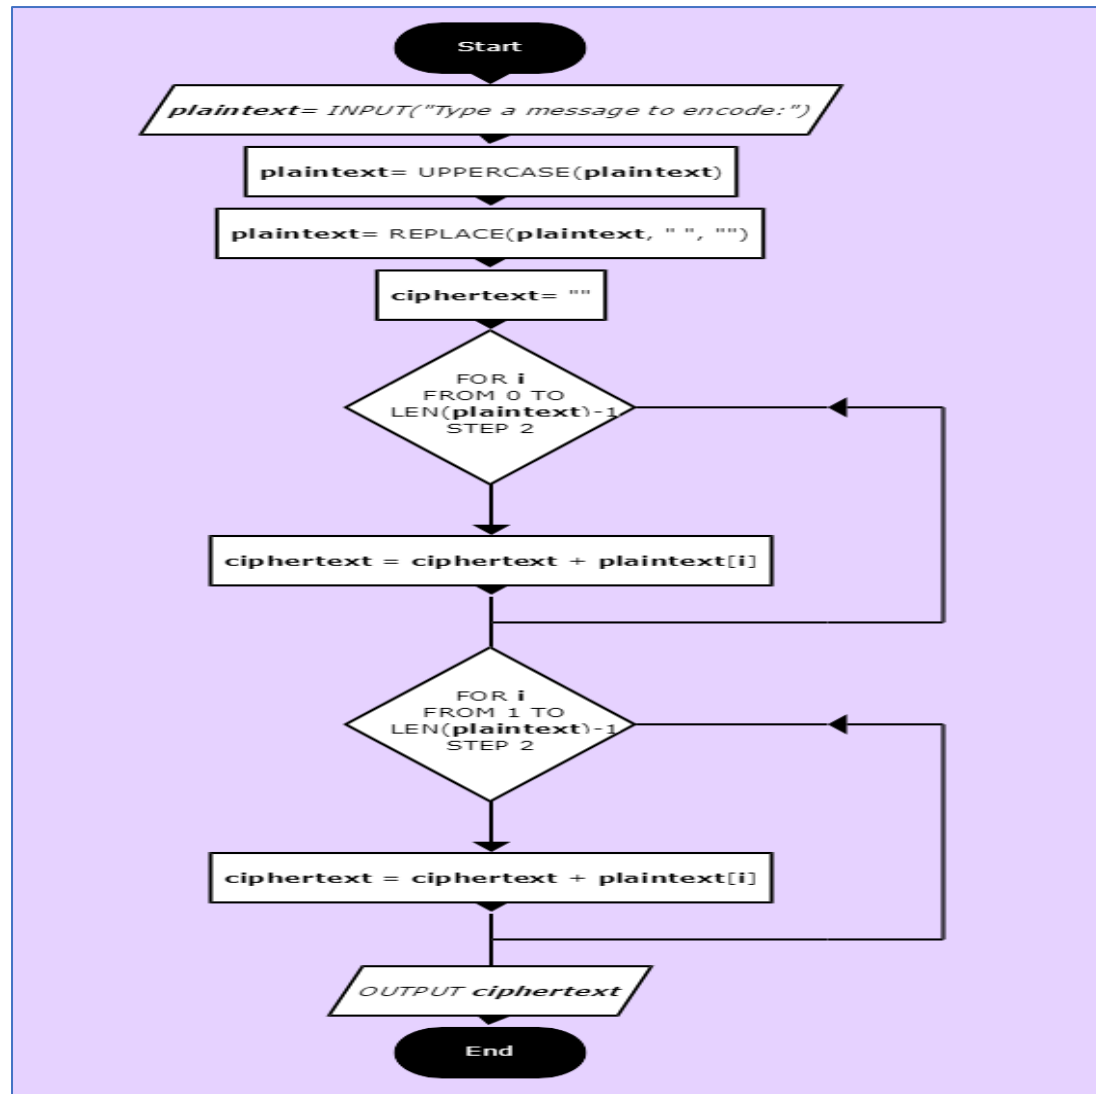 Start
plaintext= INPUT("Type a message to encode:")
plaintext= UPPERCASE(plaintext)
plaintext= REPLACE(plaintext, " ", "")
ciphertext= ""
FOR i
FROM 0 TO
LEN(plaintext)-1
STEP 2
ciphertext = ciphertext + plaintext[i]
FOR i
FROM 1 TO
LEN(plaintext)-1
STEP 2
ciphertext = ciphertext + plaintext[i]
OUTPUT ciphertext
End